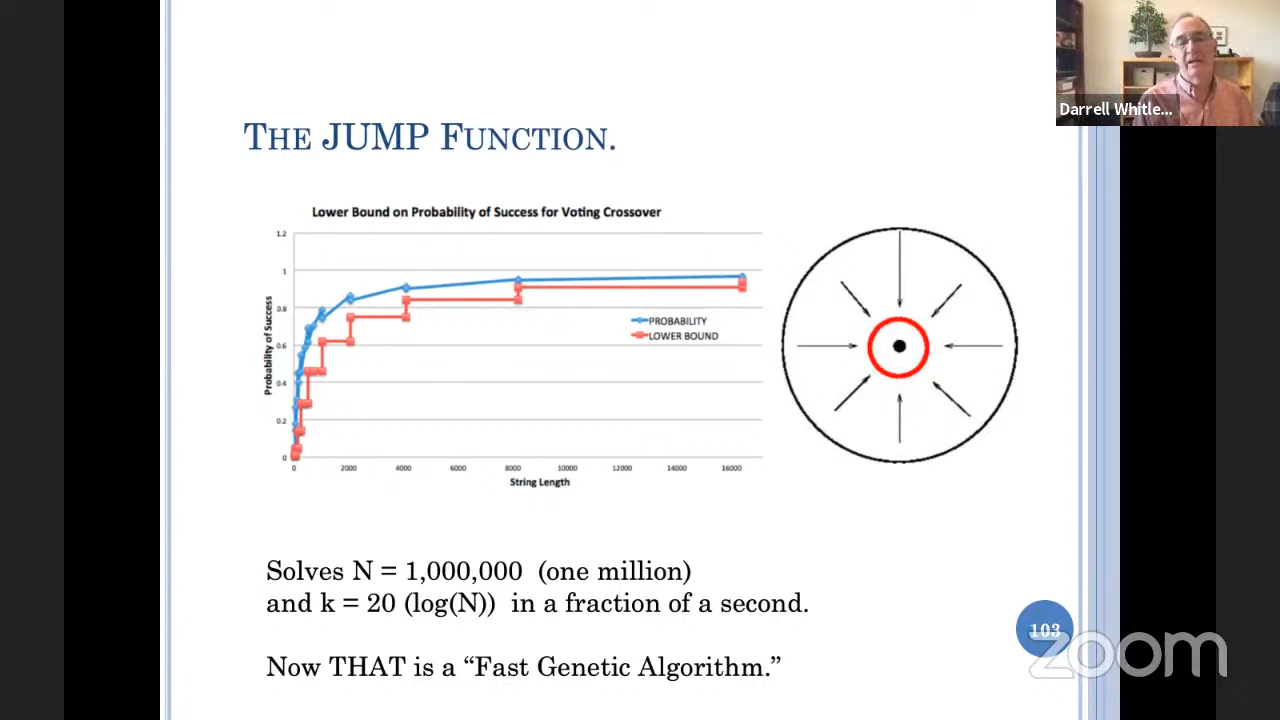 Darrell Whitle...
THE JUMP FUNCTION.
Lower Bound on Probability of Success for Voting Crossover
1.2
1
0.8
0.6
0.4
0.2
0
Probability of Success
PROBABILITY
LOWER BOUND
0 2000 4000 6000 8000 10000 12000 14000 16000
String Length
Solves N = 1,000,000 (one million)
and k = 20 (log(N)) in a fraction of a second.
Now THAT is a “Fast Genetic Algorithm.”
103
zoom